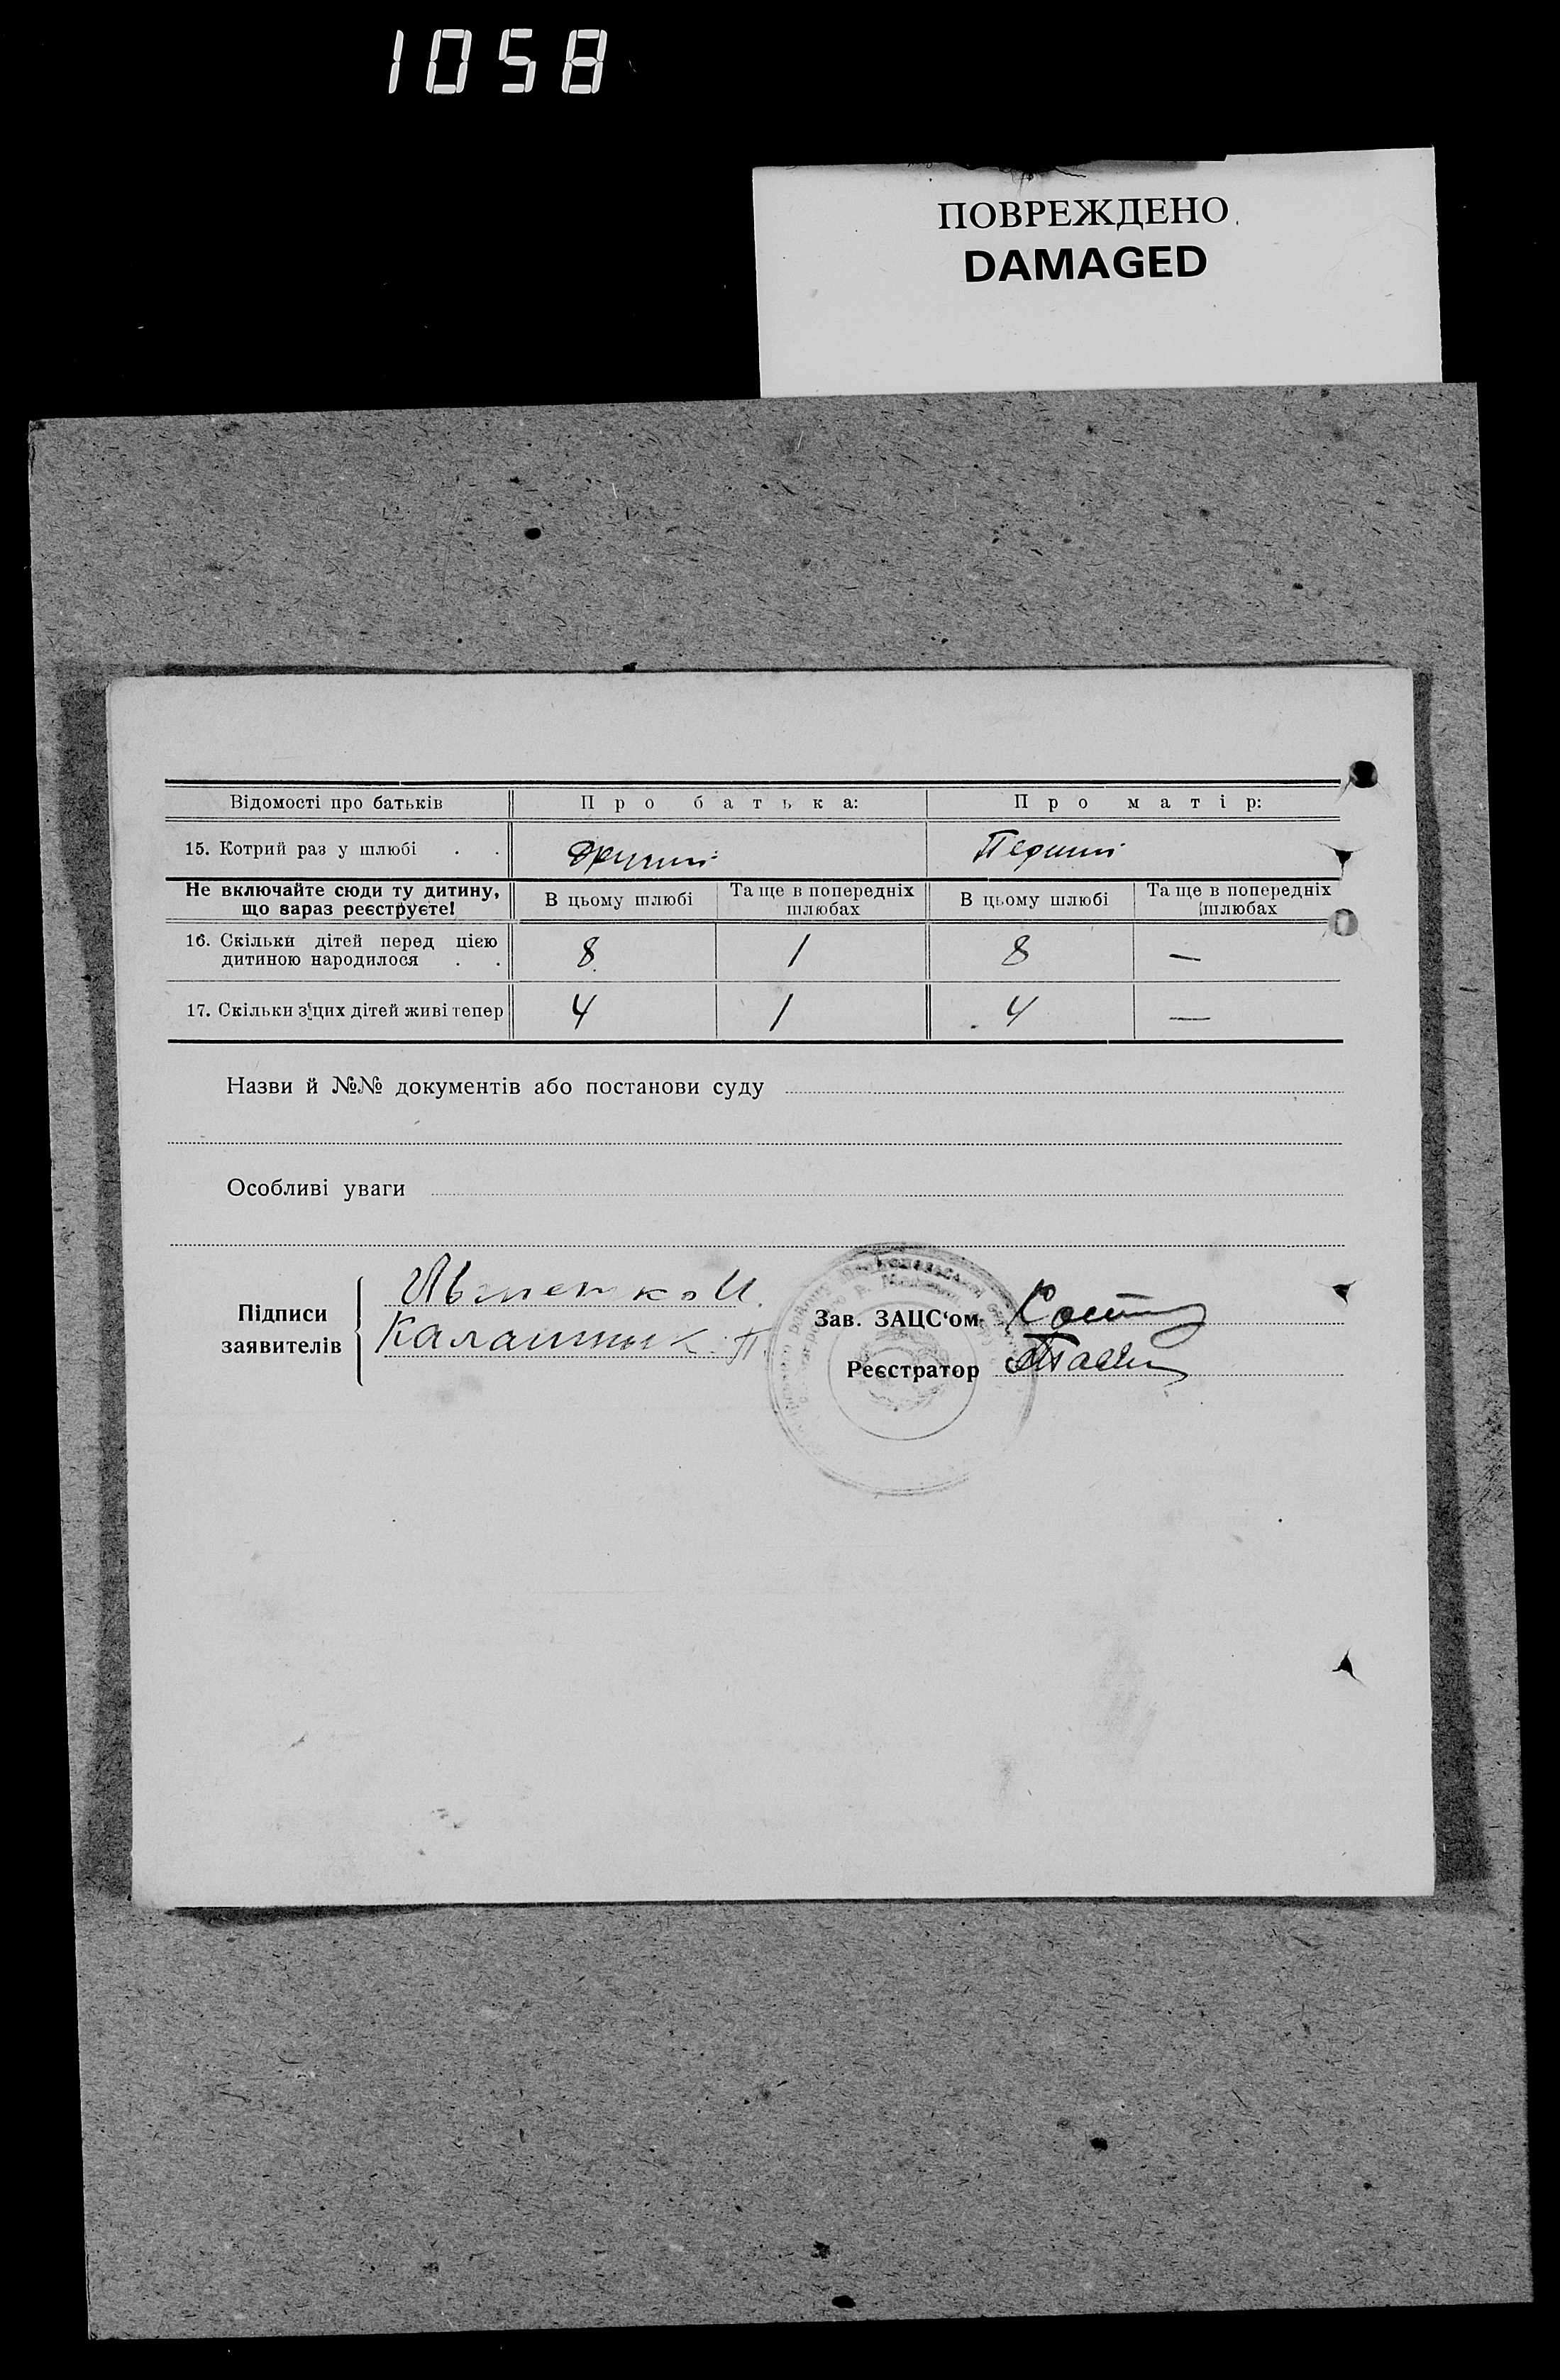 1058
ПОВРЕЖДЕНО
DAMAGED
Відомості про батьків Про батька: Про матір:
15. Котрий раз у шлюбі . . Другий Перший
Не включайте сюди ту дитину, що вараз реєструєте! В цьому шлюбі Та ще в попередніх шлюбах В цьому шлюбі Та ще в попередніх шлюбах
16. Скільки дітей перед цією дитиною народилося . . 8 1 8 —
17. Скільки з цих дітей живі тепер 4 1 4 —
Назви й №№ документів або постанови суду
Особливі уваги
Підписи заявителів
Калашник П.
Зав. ЗАЦС‘ом
Реєстратор